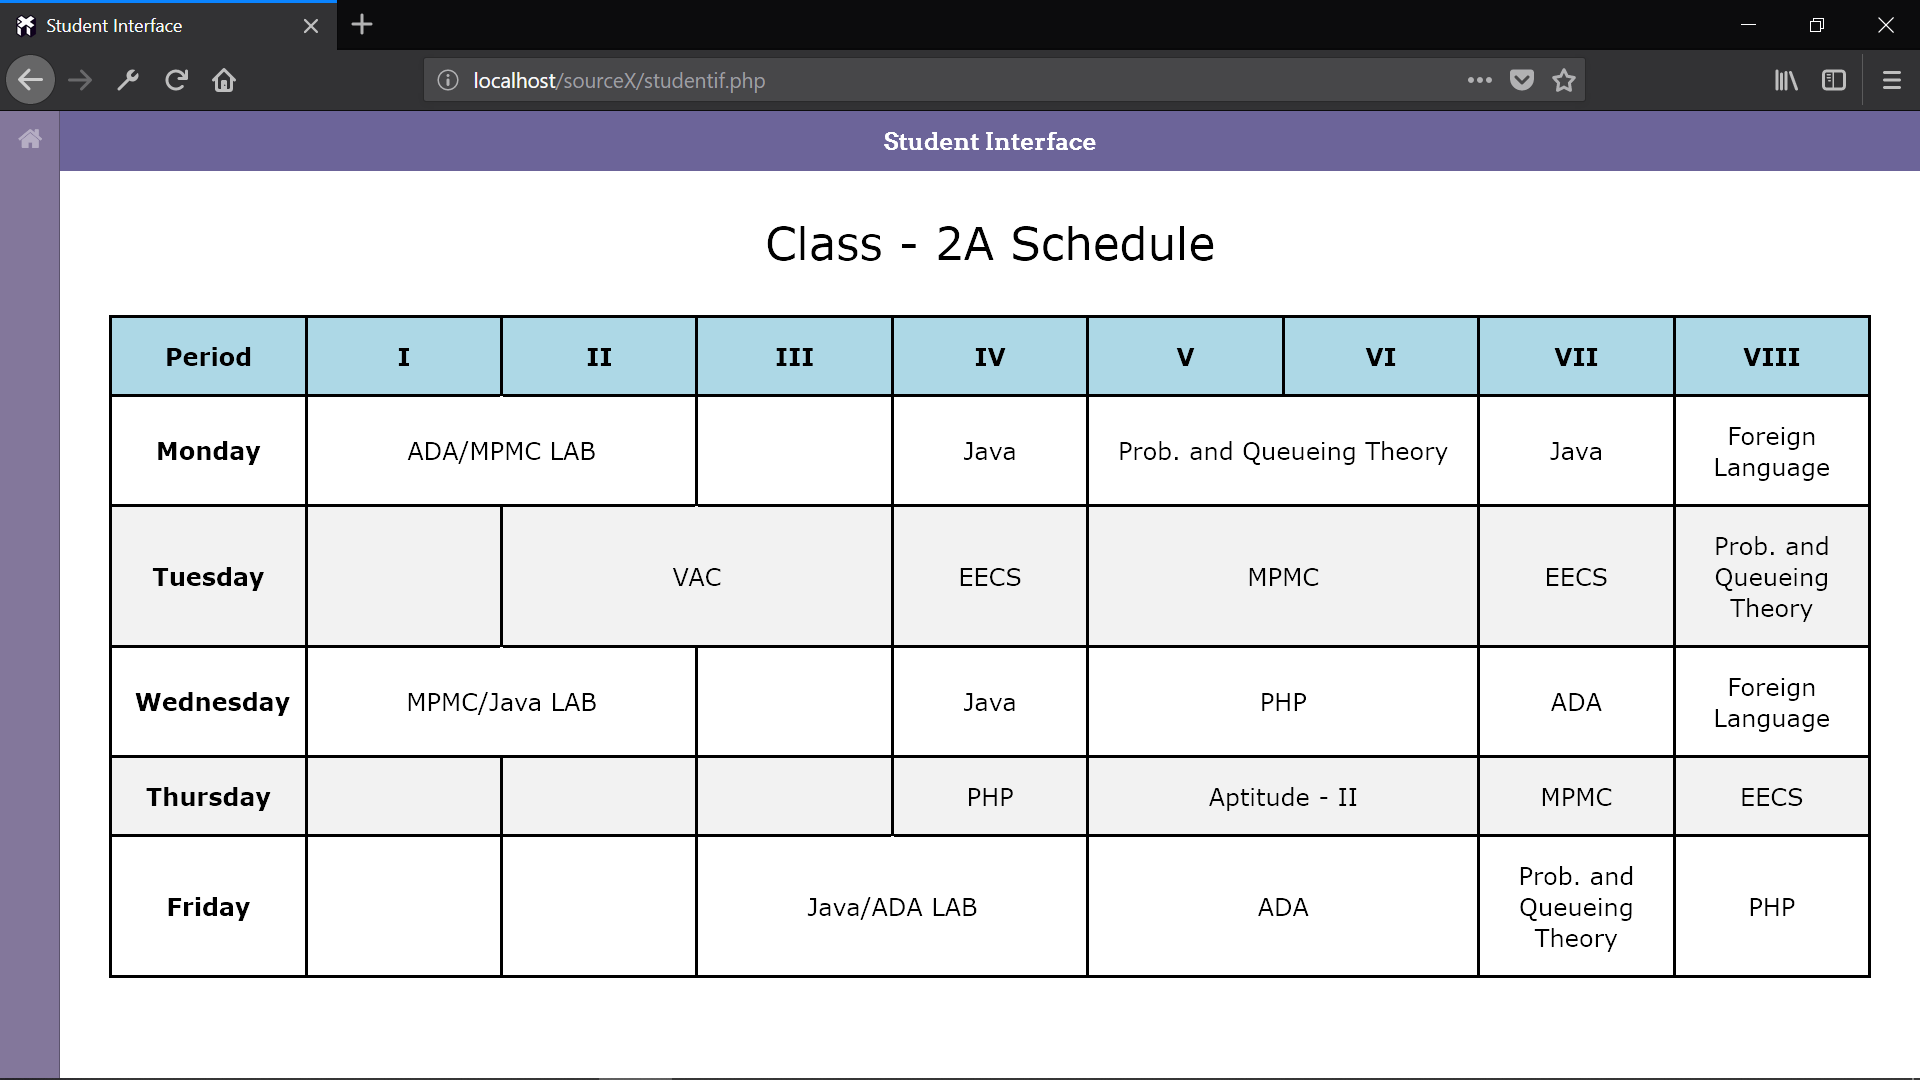 Student Interface
localhost/sourceX/studentif.php
Student Interface
Class - 2A Schedule
Period I II III IV V VI VII VIII
Monday ADA/MPMC LAB Java Prob. and Queueing Theory Java Foreign Language
Tuesday VAC EECS MPMC EECS Prob. and Queueing Theory
Wednesday MPMC/Java LAB Java PHP ADA Foreign Language
Thursday PHP Aptitude - II MPMC EECS
Friday Java/ADA LAB ADA Prob. and Queueing Theory PHP